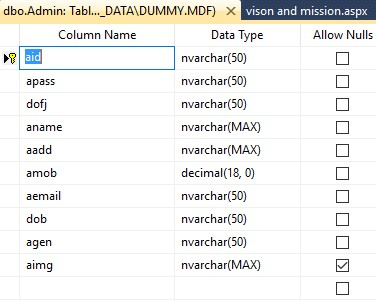 dbo.Admin: Tabl..._DATA\DUMMY.MDF) vison and mission.aspx
Column Name Data Type Allow Nulls
aid nvarchar(50)
apass nvarchar(50)
dofj nvarchar(50)
aname nvarchar(MAX)
aadd nvarchar(MAX)
amob decimal(18, 0)
aemail nvarchar(50)
dob nvarchar(50)
agen nvarchar(50)
aimg nvarchar(MAX)